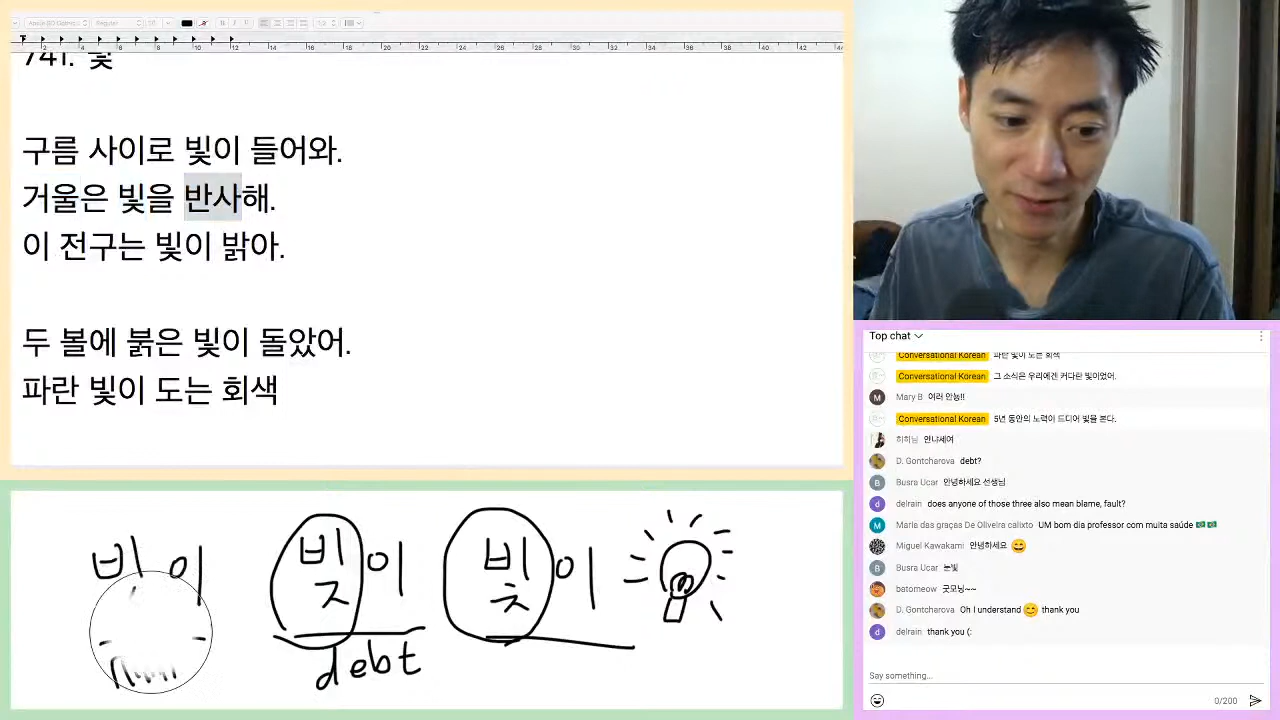 741. 빛
구름 사이로 빛이 들어와.
거울은 빛을 반사해.
이 전구는 빛이 밝아.
두 볼에 붉은 빛이 돌았어.
파란 빛이 도는 회색
이 빚이 빛이
debt
Top chat
Conversational Korean 파란 빛이 도는 회색
Conversational Korean 그 소식은 우리에겐 커다란 빛이었어.
Mary B 여러 안뇽!!
Conversational Korean 5년 동안의 노력아 드디어 빛을 본다.
히히님 안냐세여
D. Gontcharova debt?
Busra Ucar 안녕하세요 선생님
delrain does anyone of those three also mean blame, fault?
Maria das graças De Oliveira calixto UM bom dia professor com muita saúde
Miguel Kawakami 안녕하세요 😄
Busra Ucar 눈빛
batomeow 굿모닝~~
D. Gontcharova Oh I understand 😊 thank you
delrain thank you (:
Say something...
0/200